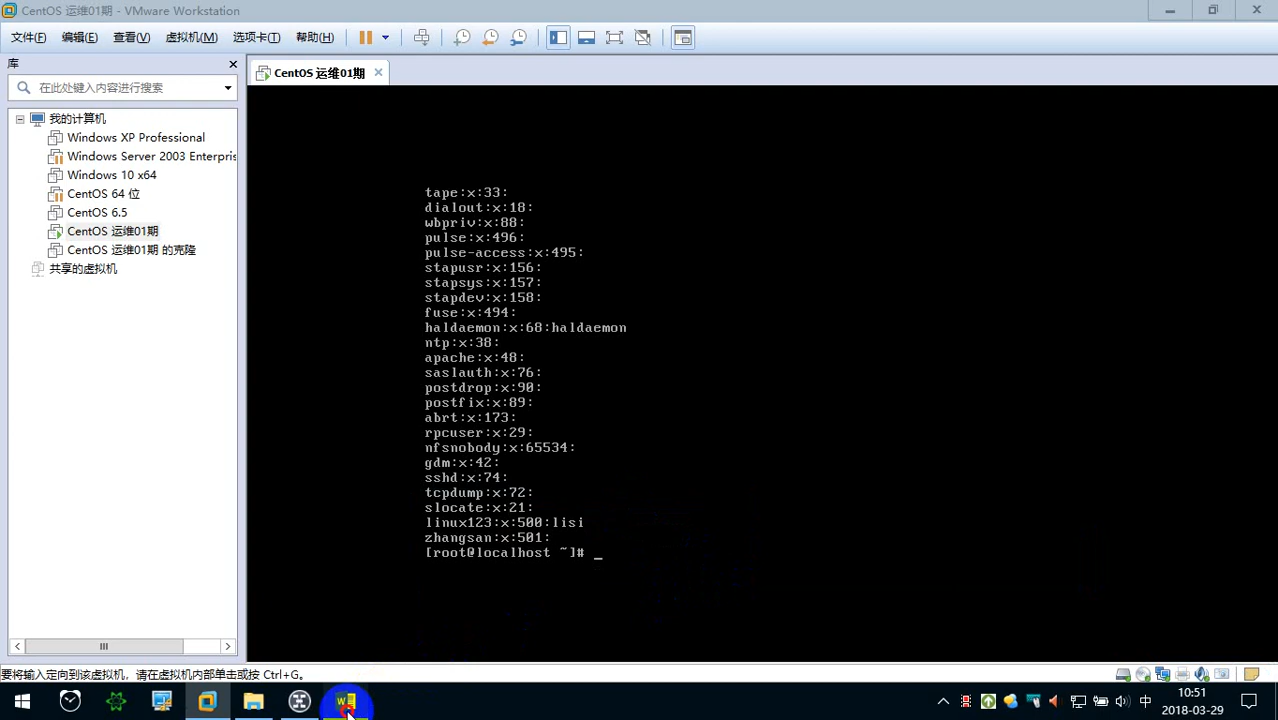 CentOS 运维01期 - VMware Workstation
文件(F) 编辑(E) 查看(V) 虚拟机(M) 选项卡(T) 帮助(H)
库
在此处键入内容进行搜索
我的计算机
Windows XP Professional
Windows Server 2003 Enterpris
Windows 10 x64
CentOS 64 位
CentOS 6.5
CentOS 运维01期
CentOS 运维01期 的克隆
共享的虚拟机
CentOS 运维01期
tape:x:33:
dialout:x:18:
wbpriv:x:88:
pulse:x:496:
pulse-access:x:495:
stapusr:x:156:
stapsys:x:157:
stapdev:x:158:
fuse:x:494:
haldaemon:x:68:haldaemon
ntp:x:38:
apache:x:48:
saslauth:x:76:
postdrop:x:90:
postfix:x:89:
abrt:x:173:
rpcuser:x:29:
nfsnobody:x:65534:
gdm:x:42:
sshd:x:74:
tcpdump:x:72:
slocate:x:21:
linux123:x:500:lisi
zhangsan:x:501:
[root@localhost ~]# _
要将输入定向到该虚拟机，请在虚拟机内部单击或按 Ctrl+G。
中
10:51
2018-03-29